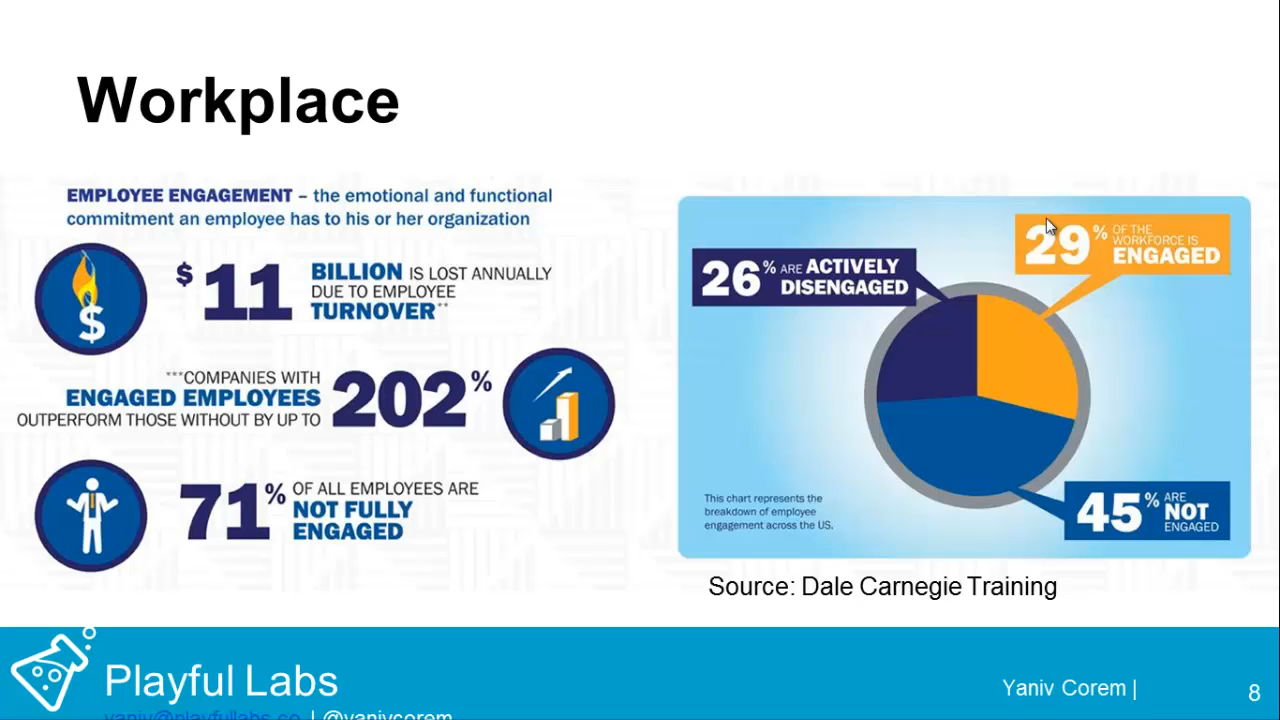 Workplace
EMPLOYEE ENGAGEMENT – the emotional and functional
commitment an employee has to his or her organization
$11 BILLION IS LOST ANNUALLY
DUE TO EMPLOYEE
TURNOVER**
***COMPANIES WITH
ENGAGED EMPLOYEES
OUTPERFORM THOSE WITHOUT BY UP TO
202%
71% OF ALL EMPLOYEES ARE
NOT FULLY
ENGAGED
26% ARE ACTIVELY
DISENGAGED
29% OF THE
WORKFORCE IS
ENGAGED
45% ARE
NOT
ENGAGED
This chart represents the
breakdown of employee
engagement across the US.
Source: Dale Carnegie Training
$
Playful Labs
Yaniv Corem |
8
yaniv@playfullabs.co | @yanivcorem